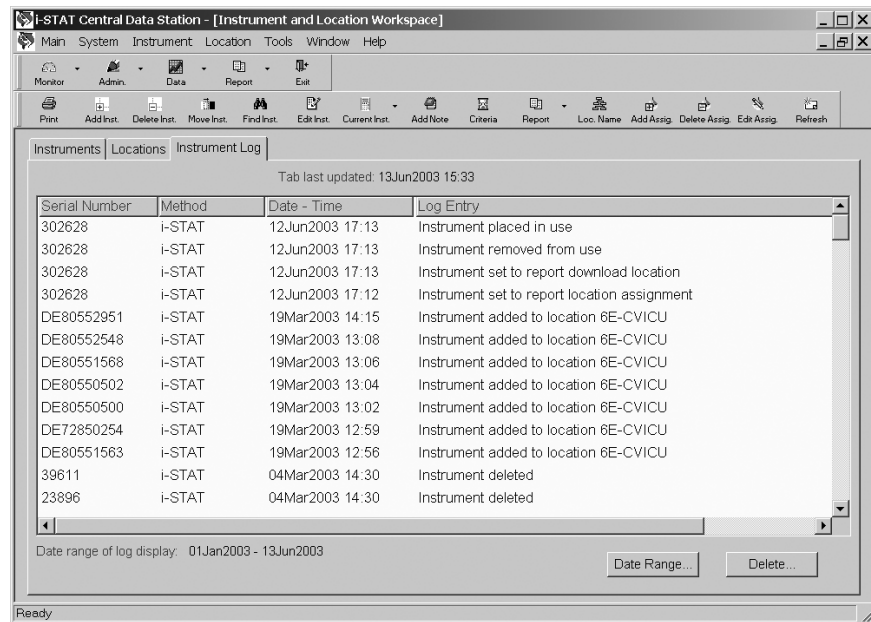 i-STAT Central Data Station - [Instrument and Location Workspace]
Main System Instrument Location Tools Window Help
Monitor Admin. Data Report Exit
Print Add Inst. Delete Inst. Move Inst. Find Inst. Edit Inst. Current Inst. Add Note Criteria Report Loc. Name Add Assig. Delete Assig. Edit Assig. Refresh
Instruments Locations Instrument Log
Tab last updated: 13Jun2003 15:33
Serial Number Method Date - Time Log Entry
302628 i-STAT 12Jun2003 17:13 Instrument placed in use
302628 i-STAT 12Jun2003 17:13 Instrument removed from use
302628 i-STAT 12Jun2003 17:13 Instrument set to report download location
302628 i-STAT 12Jun2003 17:12 Instrument set to report location assignment
DE80552951 i-STAT 19Mar2003 14:15 Instrument added to location 6E-CVICU
DE80552548 i-STAT 19Mar2003 13:08 Instrument added to location 6E-CVICU
DE80551568 i-STAT 19Mar2003 13:06 Instrument added to location 6E-CVICU
DE80550502 i-STAT 19Mar2003 13:04 Instrument added to location 6E-CVICU
DE80550500 i-STAT 19Mar2003 13:02 Instrument added to location 6E-CVICU
DE72850254 i-STAT 19Mar2003 12:59 Instrument added to location 6E-CVICU
DE80551563 i-STAT 19Mar2003 12:56 Instrument added to location 6E-CVICU
39611 i-STAT 04Mar2003 14:30 Instrument deleted
23896 i-STAT 04Mar2003 14:30 Instrument deleted
Date range of log display: 01Jan2003 - 13Jun2003
Date Range... Delete...
Ready